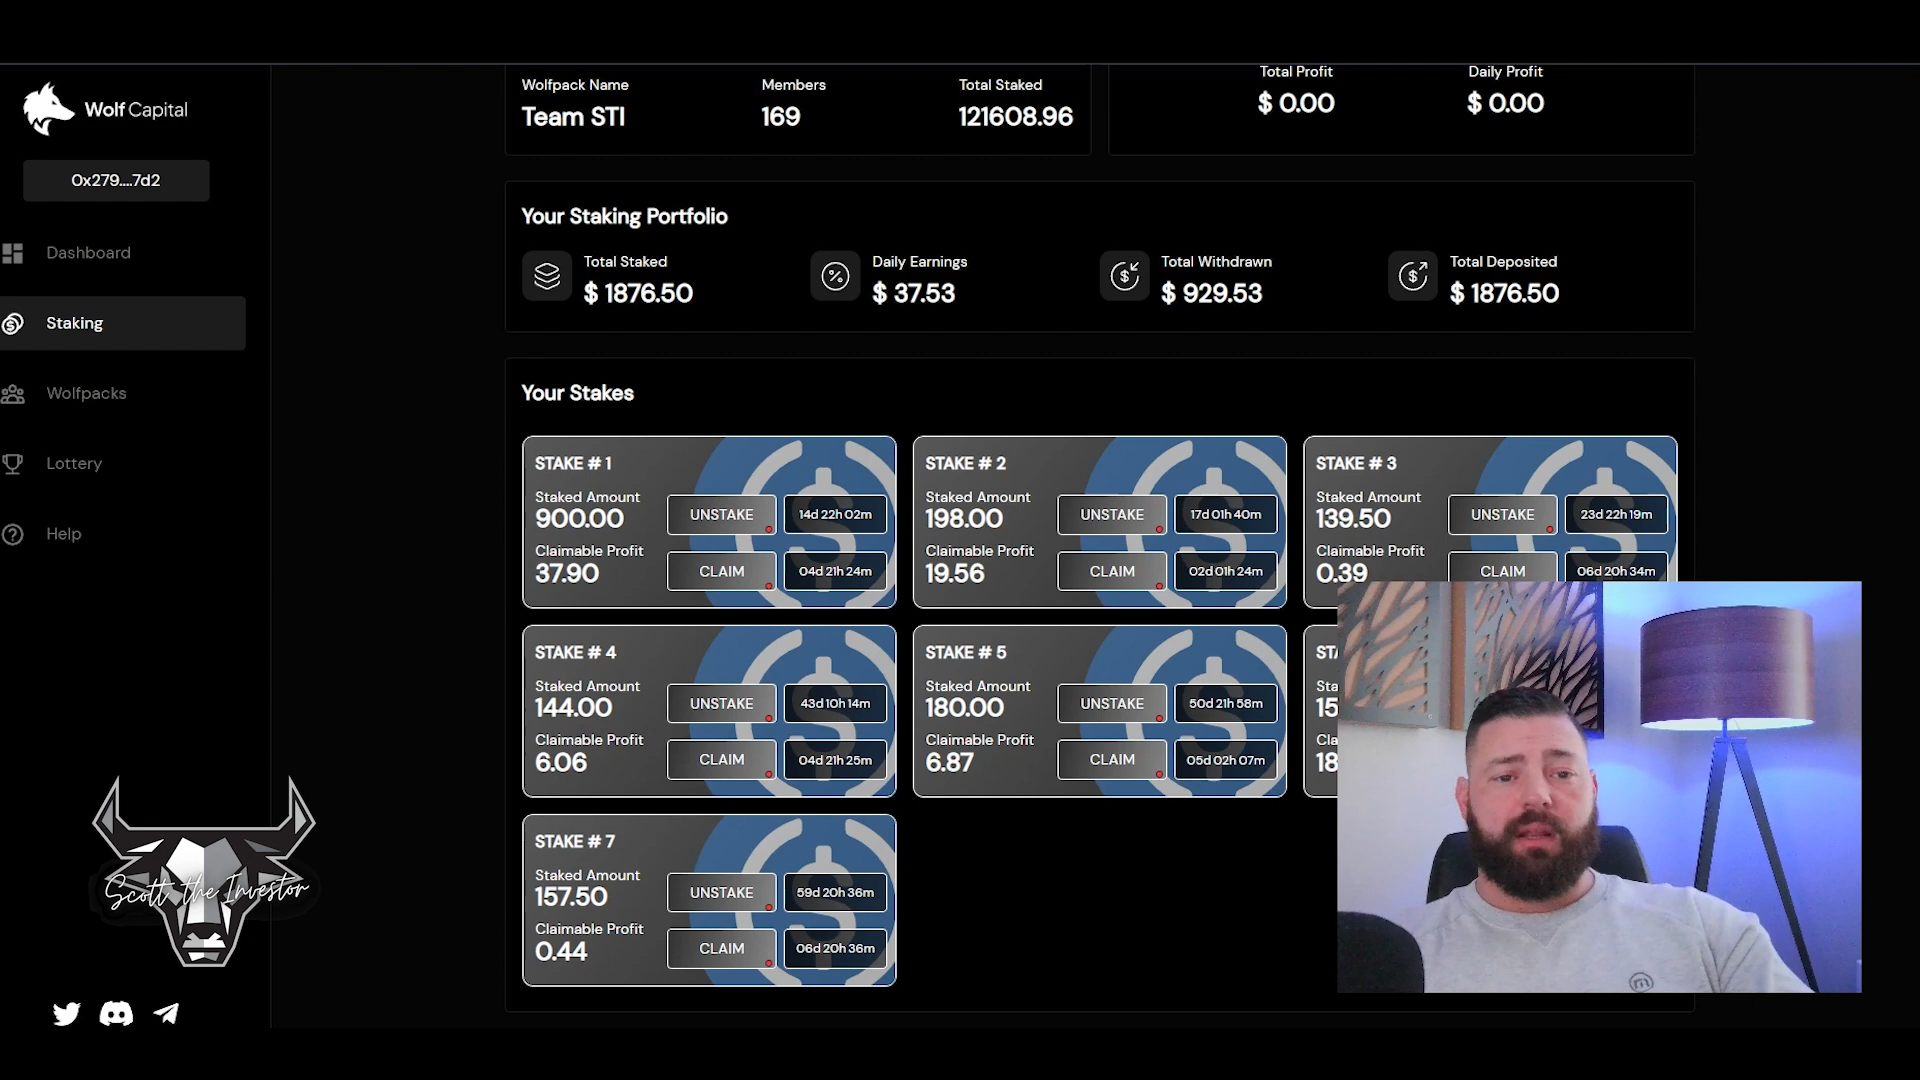 Wolf Capital
0x279....7d2
Dashboard
Staking
Wolfpacks
Lottery
Help
Scott the Investor
Wolfpack Name
Team STI
Members
169
Total Staked
121608.96
Total Profit
$ 0.00
Daily Profit
$ 0.00
Your Staking Portfolio
Total Staked
$ 1876.50
Daily Earnings
$ 37.53
Total Withdrawn
$ 929.53
Total Deposited
$ 1876.50
Your Stakes
STAKE # 1
Staked Amount
900.00
UNSTAKE
14d 22h 02m
Claimable Profit
37.90
CLAIM
04d 21h 24m
STAKE # 2
Staked Amount
198.00
UNSTAKE
17d 01h 40m
Claimable Profit
19.56
CLAIM
02d 01h 24m
STAKE # 3
Staked Amount
139.50
UNSTAKE
23d 22h 19m
Claimable Profit
0.39
CLAIM
06d 20h 34m
STAKE # 4
Staked Amount
144.00
UNSTAKE
43d 10h 14m
Claimable Profit
6.06
CLAIM
04d 21h 25m
STAKE # 5
Staked Amount
180.00
UNSTAKE
50d 21h 58m
Claimable Profit
6.87
CLAIM
05d 02h 07m
STA
Sta
15
Cla
18
STAKE # 7
Staked Amount
157.50
UNSTAKE
59d 20h 36m
Claimable Profit
0.44
CLAIM
06d 20h 36m